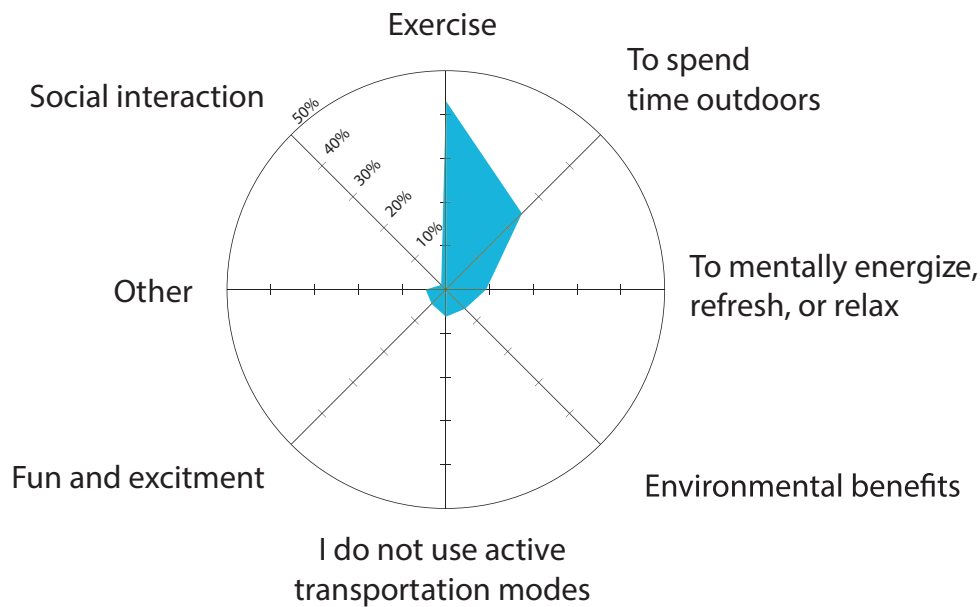 Exercise
To spend
time outdoors
Social interaction
50%
40%
30%
20%
10%
To mentally energize,
refresh, or relax
Other
Fun and excitment
Environmental benefits
I do not use active
transportation modes